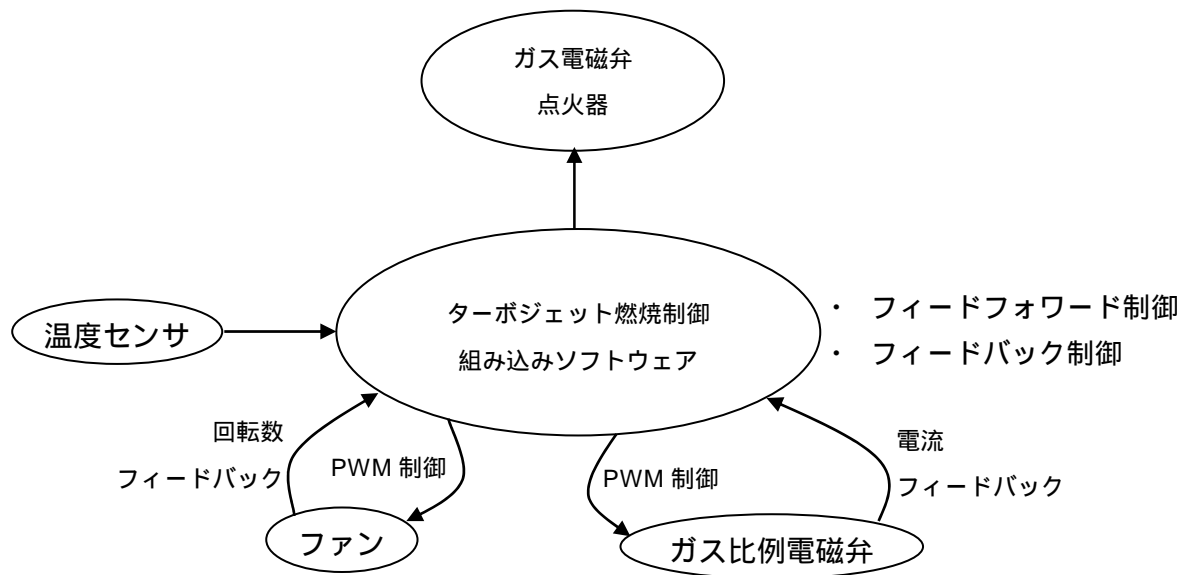 ガス電磁弁
点火器
ターボジェット燃焼制御
組み込みソフトウェア
・ フィードフォワード制御
・ フィードバック制御
温度センサ
回転数
フィードバック
PWM 制御
PWM 制御
電流
フィードバック
ファン
ガス比例電磁弁